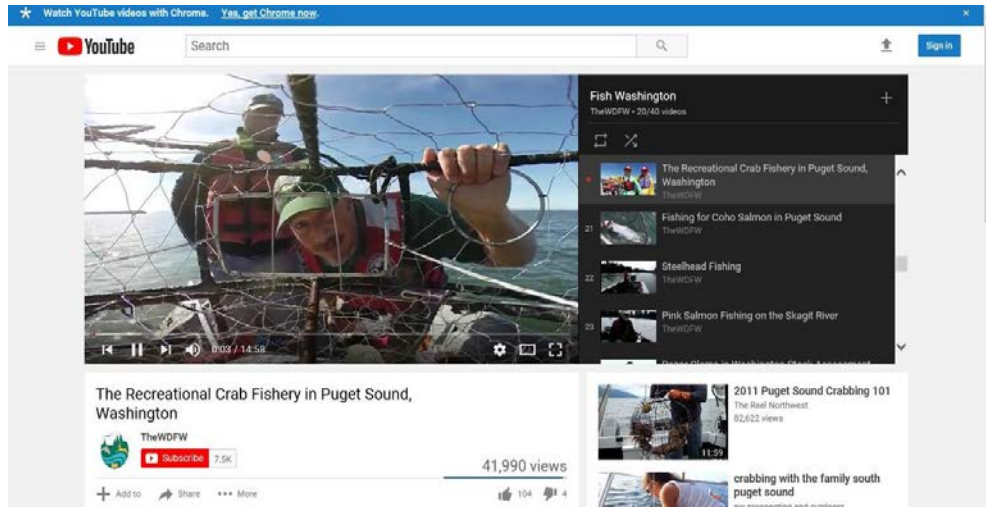 Watch YouTube videos with Chrome. Yes, get Chrome now.
YouTube
Search
Sign in
Fish Washington
TheWDFW • 20/40 videos
The Recreational Crab Fishery in Puget Sound,
Washington
TheWDFW
21
Fishing for Coho Salmon in Puget Sound
TheWDFW
22
Steelhead Fishing
TheWDFW
23
Pink Salmon Fishing on the Skagit River
TheWDFW
0:03 / 14:58
The Recreational Crab Fishery in Puget Sound,
Washington
TheWDFW
Subscribe 7.5K
41,990 views
Add to Share More
104 4
2011 Puget Sound Crabbing 101
The Reel Northwest
82,622 views
11:59
crabbing with the family south
puget sound